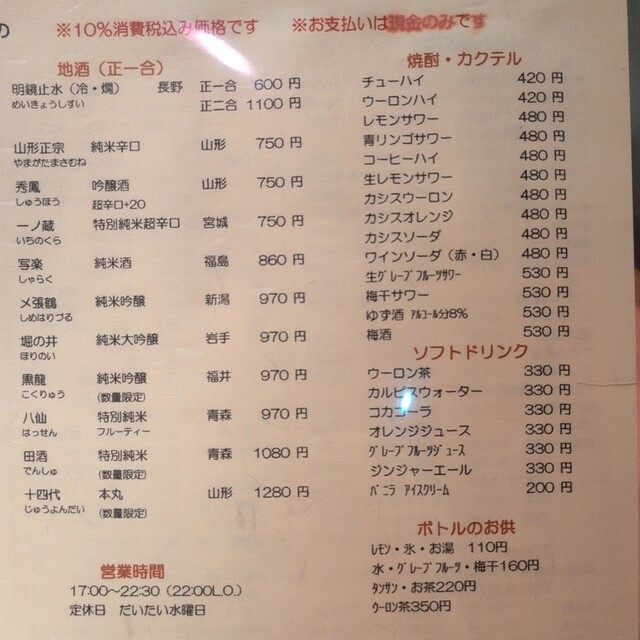 の ※10%消費税込み価格です ※お支払いは現金のみです
地酒（正一合）
明鏡止水（冷・燗） 長野 正一合 600 円
めいきょうしすい 正二合 1100 円
山形正宗 純米辛口 山形 750 円
やまがたまさむね
秀鳳 吟醸酒 山形 750 円
しゅうほう 超辛口+20
一ノ蔵 特別純米超辛口 宮城 750 円
いちのくら
写楽 純米酒 福島 860 円
しゃらく
〆張鶴 純米吟醸 新潟 970 円
しめはりづる
堀の井 純米大吟醸 岩手 970 円
ほりのい
黒龍 純米吟醸 福井 970 円
こくりゅう (数量限定)
八仙 特別純米 青森 970 円
はっせん フルーティー
田酒 特別純米 青森 1080 円
でんしゅ (数量限定)
十四代 本丸 山形 1280 円
じゅうよんだい (数量限定)
営業時間
17:00～22:30（22:00L.O.）
定休日 だいたい水曜日
焼酎・カクテル
チューハイ 420 円
ウーロンハイ 420 円
レモンサワー 480 円
青リンゴサワー 480 円
コーヒーハイ 480 円
生レモンサワー 480 円
カシスウーロン 480 円
カシスオレンジ 480 円
カシスソーダ 480 円
ワインソーダ（赤・白） 480 円
生グレープフルーツサワー 530 円
梅干サワー 530 円
ゆず酒 アルコール分8% 530 円
梅酒 530 円
ソフトドリンク
ウーロン茶 330 円
カルピスウォーター 330 円
コカコーラ 330 円
オレンジジュース 330 円
グレープフルーツジュース 330 円
ジンジャーエール 330 円
バニラ アイスクリーム 200 円
ボトルのお供
レモン・氷・お湯 110円
水・グレープフルーツ・梅干160円
タンサン・お茶220円
ウーロン茶350円